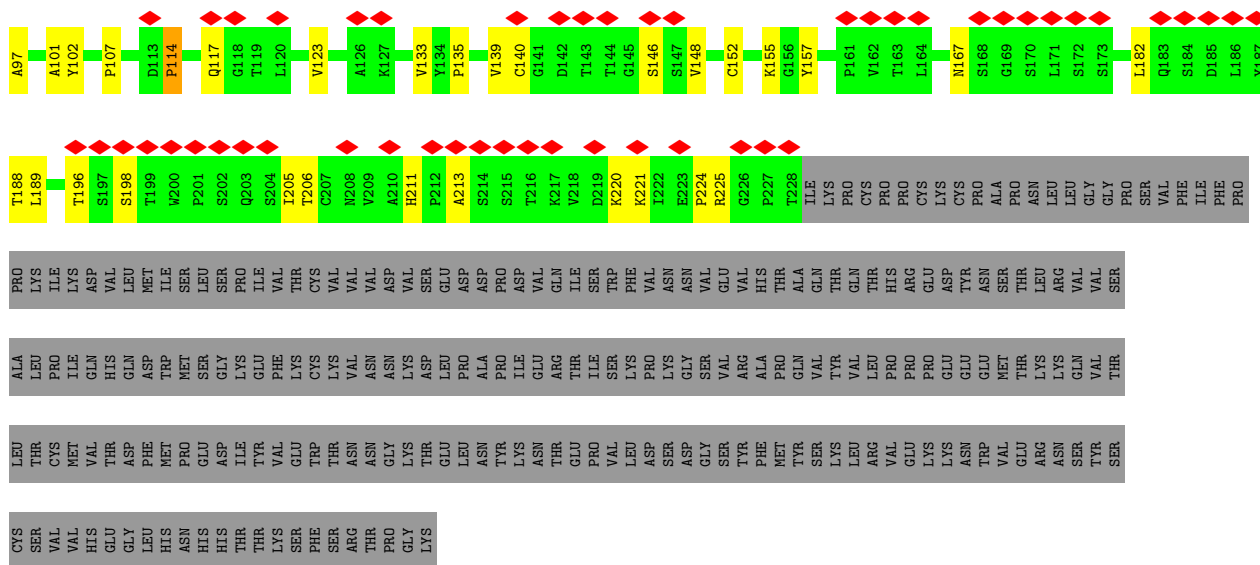 A97 A101 Y102 P107 D113 P114 Q117 G118 T119 L120 V123 A126 K127 V133 Y134 P135 V139 C140 G141 D142 T143 T144 G145 S146 S147 V148 C152 K155 G156 Y157 P161 V162 T163 L164 N167 S168 G169 S170 L171 S172 S173 L182 Q183 S184 D185 L186 Y187
T188 L189 T196 S197 S198 T199 W200 P201 S202 Q203 S204 I205 T206 C207 N208 V209 A210 H211 P212 A213 S214 S215 T216 K217 V218 D219 K220 K221 I222 E223 P224 R225 G226 P227 T228 ILE LYS PRO CYS PRO PRO CYS LYS CYS PRO ALA PRO ASN LEU LEU GLY GLY PRO SER VAL PHE ILE PHE PRO
PRO LYS ILE LYS ASP VAL LEU MET ILE SER LEU SER PRO ILE VAL THR CYS VAL VAL VAL ASP VAL SER GLU ASP ASP PRO ASP VAL GLN ILE SER TRP PHE VAL ASN ASN VAL GLU VAL HIS THR ALA GLN THR GLN THR HIS ARG GLU ASP TYR ASN SER THR LEU ARG VAL VAL SER
ALA LEU PRO ILE GLN HIS GLN ASP TRP MET SER GLY LYS GLU PHE LYS CYS LYS VAL ASN ASN LYS ASP LEU PRO ALA PRO ILE GLU ARG THR ILE SER LYS PRO LYS GLY SER VAL ARG ALA PRO GLN VAL TYR VAL LEU PRO PRO PRO GLU GLU GLU MET THR LYS LYS GLN VAL THR
LEU THR CYS MET VAL THR ASP PHE MET PRO GLU ASP ILE TYR VAL GLU TRP THR ASN ASN GLY LYS THR GLU LEU ASN TYR LYS ASN THR GLU PRO VAL LEU ASP SER ASP GLY SER TYR PHE MET TYR SER LYS LEU ARG VAL GLU LYS LYS ASN TRP VAL GLU ARG ASN SER TYR SER
CYS SER VAL VAL HIS GLU GLY LEU HIS ASN HIS HIS THR THR LYS SER PHE SER ARG THR PRO GLY LYS